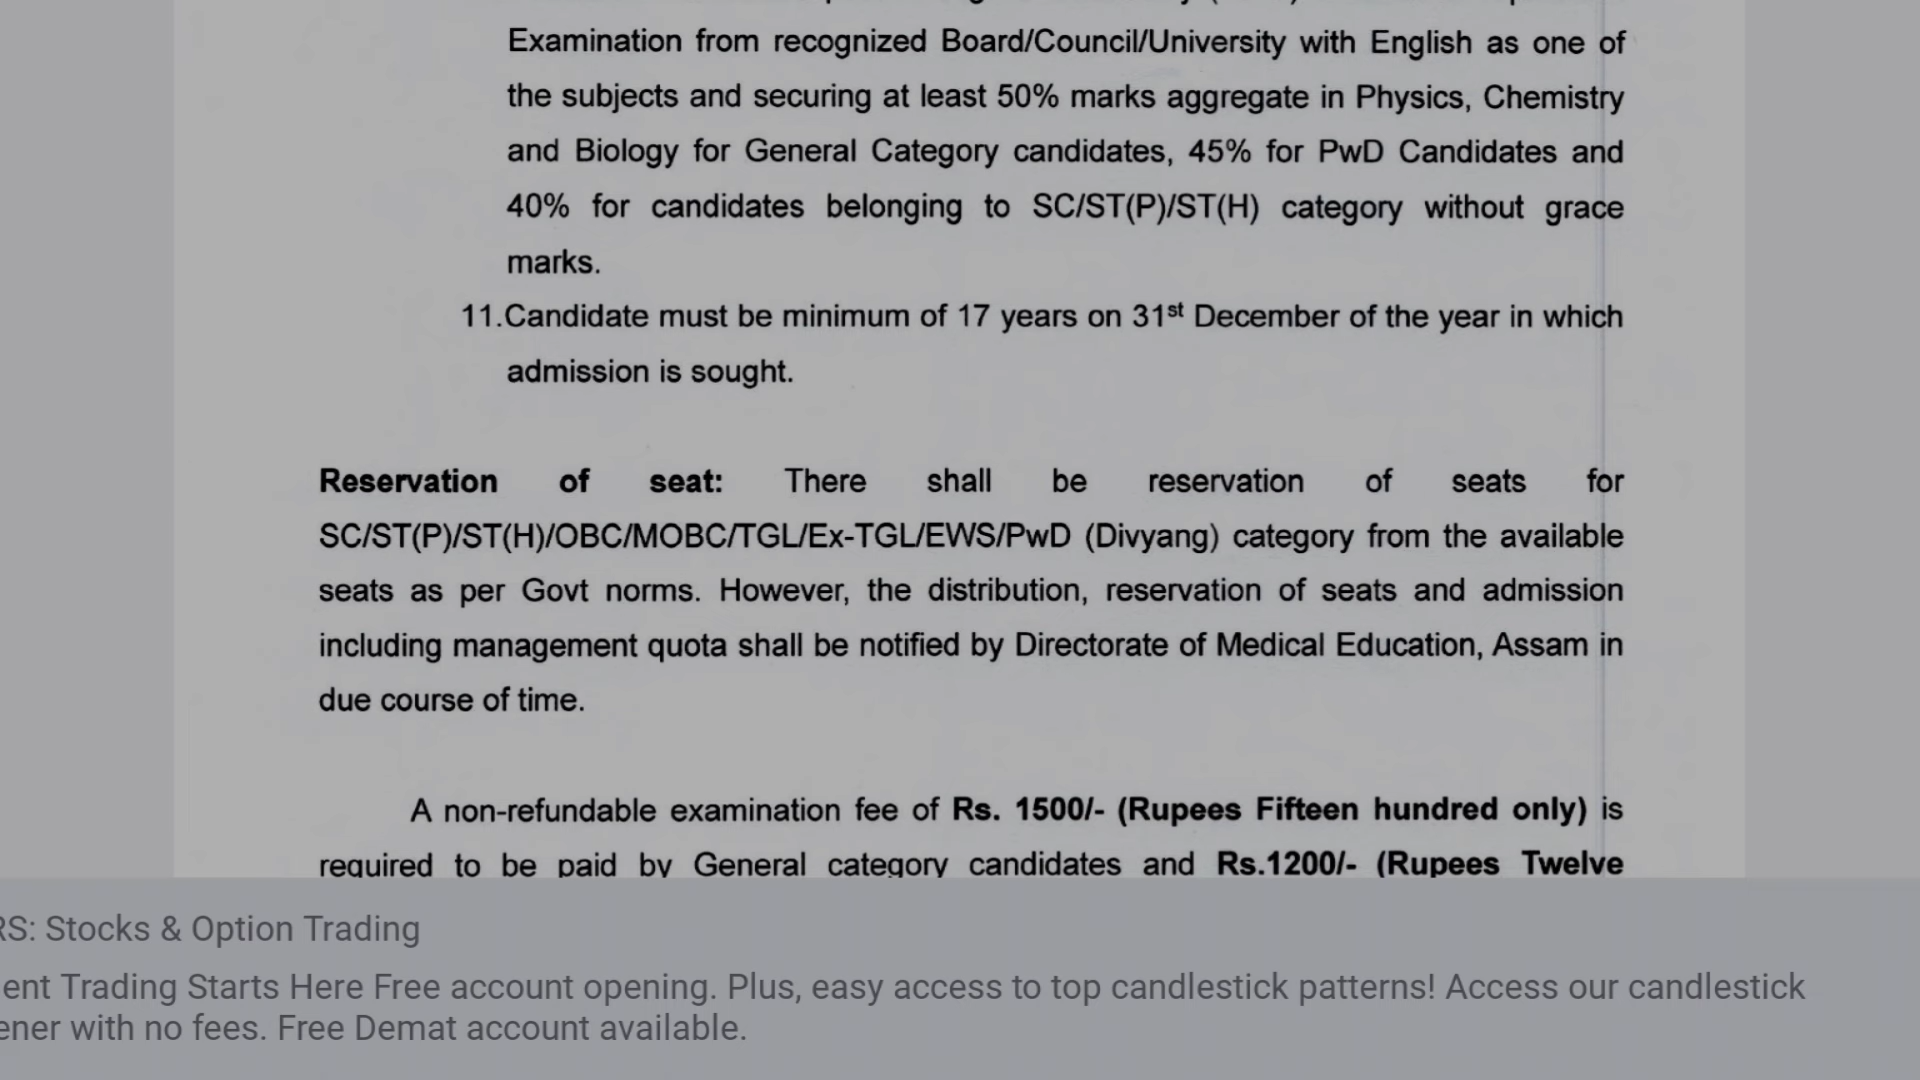 Examination from recognized Board/Council/University with English as one of
the subjects and securing at least 50% marks aggregate in Physics, Chemistry
and Biology for General Category candidates, 45% for PwD Candidates and
40% for candidates belonging to SC/ST(P)/ST(H) category without grace
marks.
11.Candidate must be minimum of 17 years on 31st December of the year in which
admission is sought.
Reservation of seat: There shall be reservation of seats for
SC/ST(P)/ST(H)/OBC/MOBC/TGL/Ex-TGL/EWS/PwD (Divyang) category from the available
seats as per Govt norms. However, the distribution, reservation of seats and admission
including management quota shall be notified by Directorate of Medical Education, Assam in
due course of time.
A non-refundable examination fee of Rs. 1500/- (Rupees Fifteen hundred only) is
required to be paid by General category candidates and Rs.1200/- (Rupees Twelve
RS: Stocks & Option Trading
ent Trading Starts Here Free account opening. Plus, easy access to top candlestick patterns! Access our candlestick
ener with no fees. Free Demat account available.